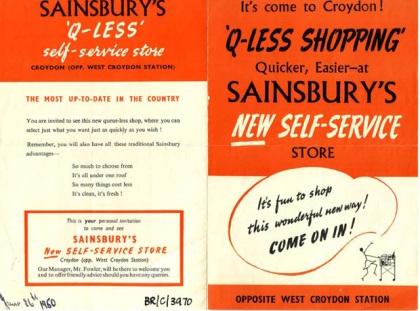 SAINSBURY'S
'Q-LESS'
self-service store
CROYDON (OPP. WEST CROYDON STATION)
THE MOST UP-TO-DATE IN THE COUNTRY
You are invited to see this new queue-less shop, where you can
select just what you want just as quickly as you wish !
Remember, you will also have all these traditional Sainsbury
advantages—
So much to choose from
It's all under one roof
So many things cost less
It's clean, it's fresh !
This is your personal invitation
to come and see
SAINSBURY'S
New SELF-SERVICE STORE
Croydon (opp. West Croydon Station)
Our Manager, Mr. Fowler, will be there to welcome you
and to offer friendly advice should you have any queries.
26th 1950
BR/C/3970
It's come to Croydon !
'Q-LESS SHOPPING'
Quicker, Easier—at
SAINSBURY'S
NEW SELF-SERVICE
STORE
It's fun to shop
this wonderful new way!
COME ON IN !
OPPOSITE WEST CROYDON STATION